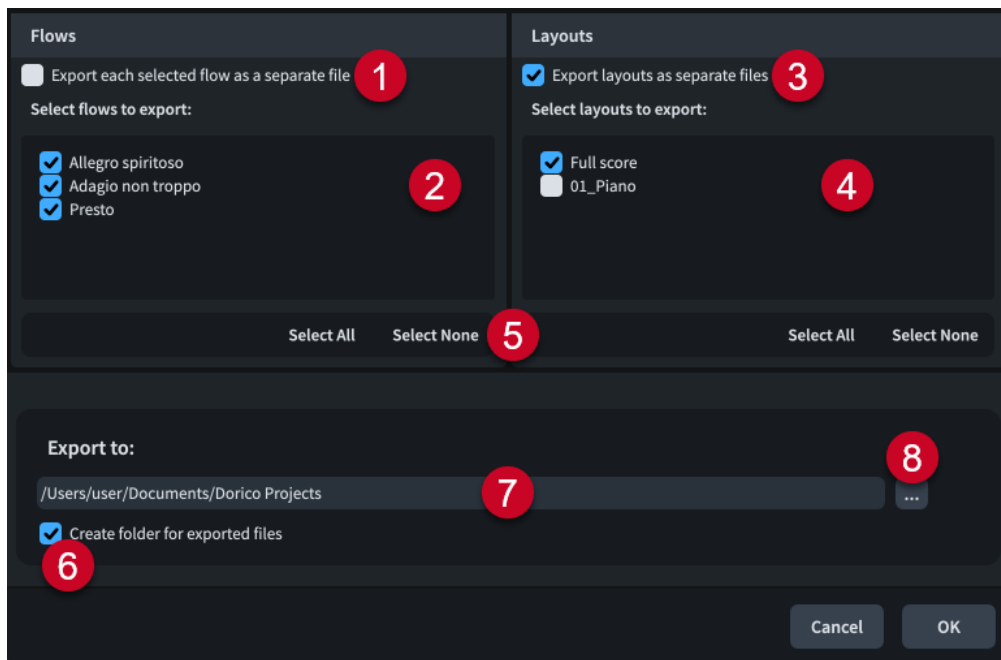 Flows
Export each selected flow as a separate file 1
Select flows to export:
Allegro spiritoso
Adagio non troppo
Presto
2
Layouts
Export layouts as separate files 3
Select layouts to export:
Full score
01_Piano
4
Select All Select None 5 Select All Select None
Export to:
8
/Users/user/Documents/Dorico Projects 7 ...
Create folder for exported files
6
Cancel OK